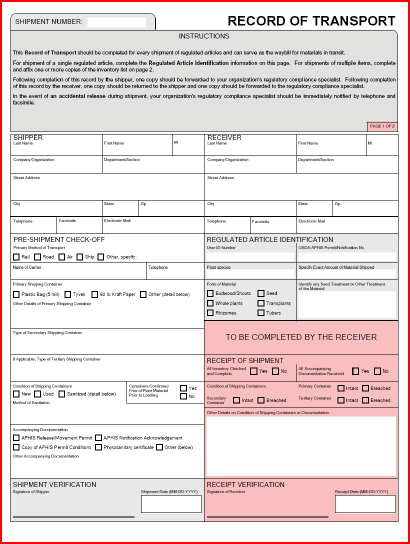 SHIPMENT NUMBER:
RECORD OF TRANSPORT
INSTRUCTIONS
This Record of Transport should be completed for every shipment of regulated articles and can serve as the waybill for materials in transit.
For shipment of a single regulated article, complete the Regulated Article Identification information on this page. For shipments of multiple items, complete
and affix one or more copies of the inventory list on page 2.
Following completion of this record by the shipper, one copy should be forwarded to your organization's regulatory compliance specialist. Following completion
of this record by the receiver, one copy should be returned to the shipper and one copy should be forwarded to the regulatory compliance specialist.
In the event of an accidental release during shipment, your organization's regulatory compliance specialist should be immediately notified by telephone and
facsimile.
PAGE 1 OF 2
SHIPPER
Last Name First Name MI
Company/Organization Department/Section
Street Address
City State Zip
Telephone Facsimile Electronic Mail
RECEIVER
Last Name First Name MI
Company/Organization Department/Section
Street Address
City State Zip
Telephone Facsimile Electronic Mail
PRE-SHIPMENT CHECK-OFF
Primary Method of Transport
Rail Road Air Ship Other, specify:
Name of Carrier Telephone
Primary Shipping Container
Plastic Bag (5 mil) Tyvex 60 lb Kraft Paper Other (detail below)
Other Details of Primary Shipping Container
Type of Secondary Shipping Container
If Applicable, Type of Tertiary Shipping Container
Condition of Shipping Containers
New Used Sanitized (detail below)
Method of Sanitation
Containers Confirmed
Free of Plant Material
Prior to Loading
Yes
No
Accompanying Documentation
APHIS Release/Movement Permit APHIS Notification Acknowledgement
Copy of APHIS Permit Conditions Phytosanitary certificate Other (below)
Other Accompanying Documentation
SHIPMENT VERIFICATION
Signature of Shipper Shipment Date (MM-DD-YYYY)
REGULATED ARTICLE IDENTIFICATION
User ID Number USDA-APHIS Permit/Notification No.
Plant species Specify Exact Amount of Material Shipped
Form of Material
Budwood/Shoots Seed
Whole plants Transplants
Rhizomes Tubers
Identify any Seed Treatment or Other Treatment
of the Material
TO BE COMPLETED BY THE RECEIVER
RECEIPT OF SHIPMENT
All Inventory Checked
and Complete
Yes No
All Accompanying
Documentation Received
Yes No
Condition of Shipping Containers
Primary Container Intact Breached
Secondary
Container
Intact Breached
Tertiary Container Intact Breached
Other Details on Condition of Shipping Containers or Documentation
RECEIPT VERIFICATION
Signature of Receiver Receipt Date (MM-DD-YYYY)